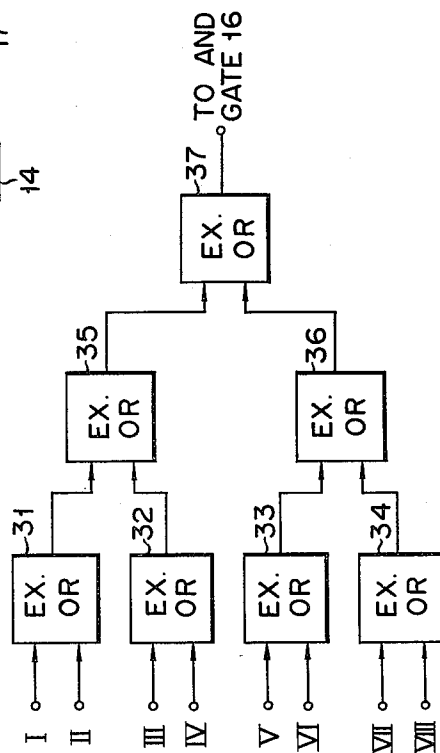 17
14
TO AND
GATE 16
37
EX.
OR
35
EX.
OR
36
EX.
OR
31
EX.
OR
32
EX.
OR
33
EX.
OR
34
EX.
OR
I
II
III
IV
V
VI
VII
VIII